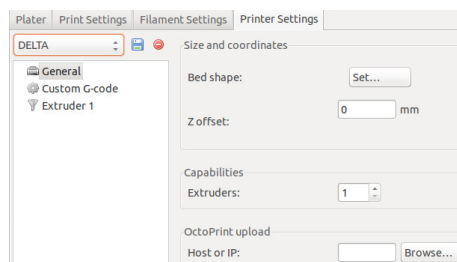 Plater Print Settings Filament Settings Printer Settings
DELTA
General
Custom G-code
Extruder 1
Size and coordinates
Bed shape: Set...
Z offset: 0 mm
Capabilities
Extruders: 1
OctoPrint upload
Host or IP: Browse...